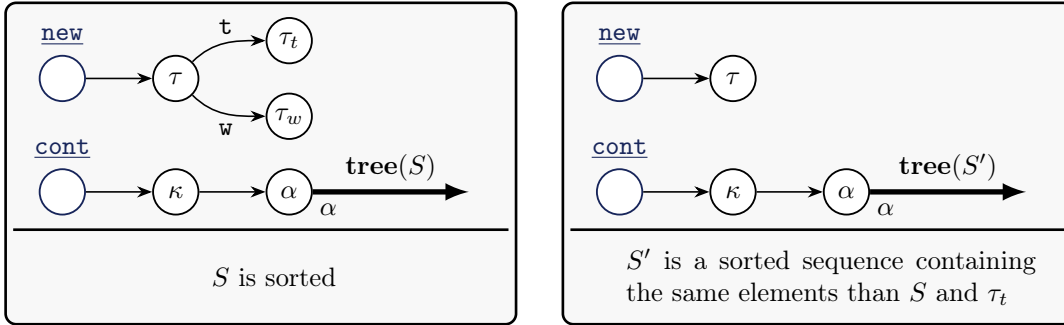 new
t
τ_t
τ
w
τ_w
cont
κ
α
tree(S)
α
S is sorted
new
τ
cont
κ
α
tree(S′)
α
S′ is a sorted sequence containing
the same elements than S and τ_t